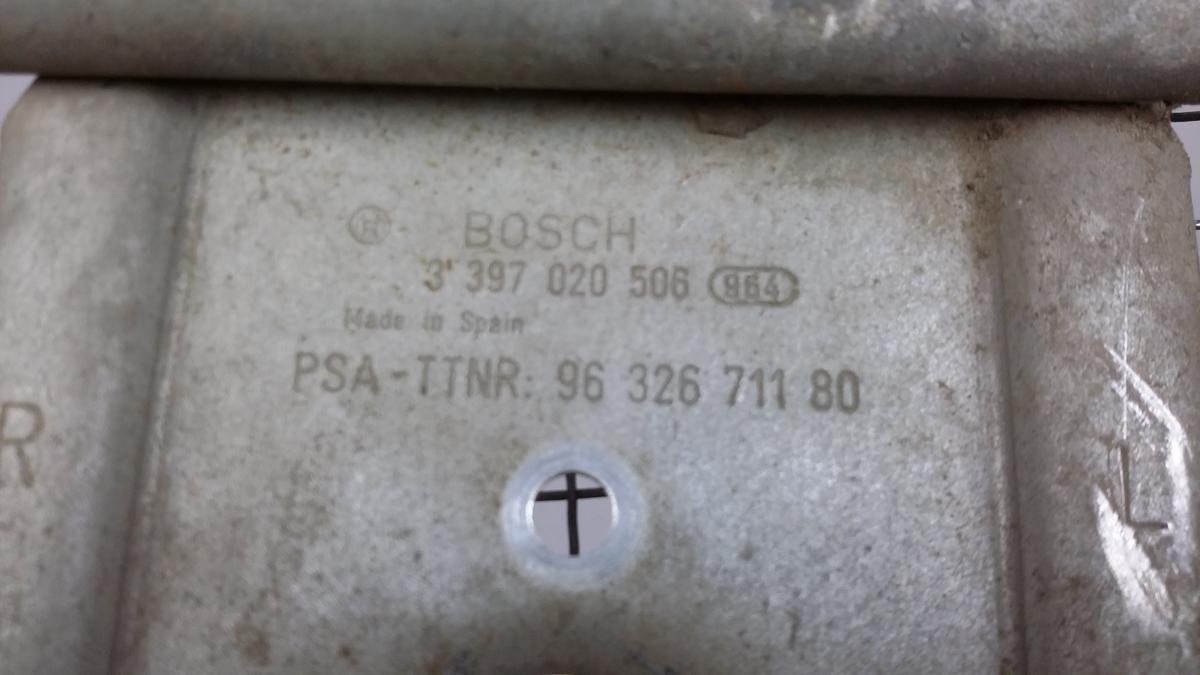 BOSCH
3 397 020 506 964
Made in Spain
PSA-TTNR: 96 326 711 80
R
L